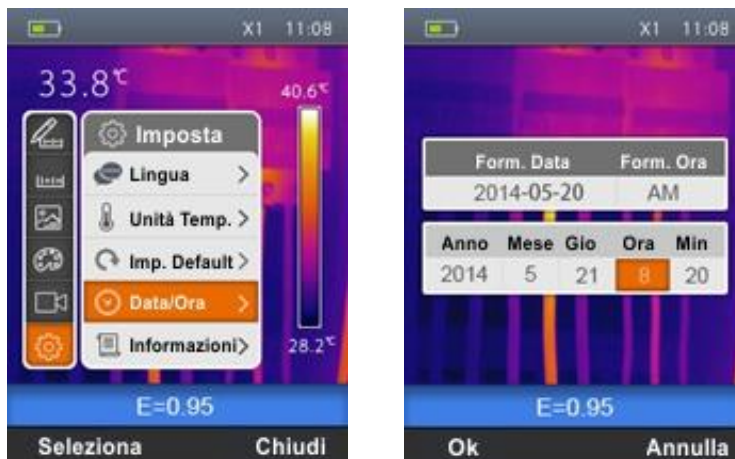 X1 11:08
33.8℃
40.6℃
Imposta
Lingua >
Unità Temp. >
Imp. Default >
Data/Ora >
Informazioni >
28.2℃
E=0.95
Seleziona Chiudi
X1 11:08
Form. Data Form. Ora
2014-05-20 AM
Anno Mese Gio Ora Min
2014 5 21 8 20
E=0.95
Ok Annulla